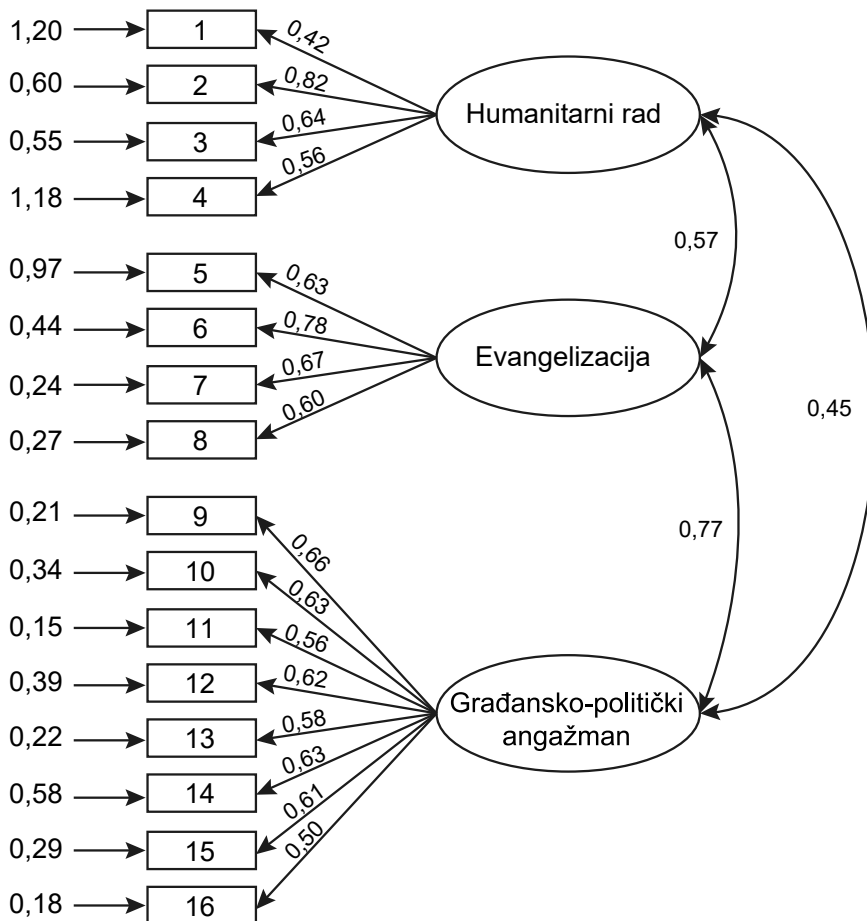 1,20 1 0,42
0,60 2 0,82 Humanitarni rad
0,55 3 0,64
1,18 4 0,56
0,57
0,97 5 0,63
0,44 6 0,78 Evangelizacija
0,24 7 0,67
0,45
0,27 8 0,60
0,21 9 0,66
0,77
0,34 10 0,63
0,15 11 0,56
0,39 12 0,62 Građansko-politički
0,22 13 0,58 angažman
0,58 14 0,63
0,29 15 0,61
0,18 16 0,50